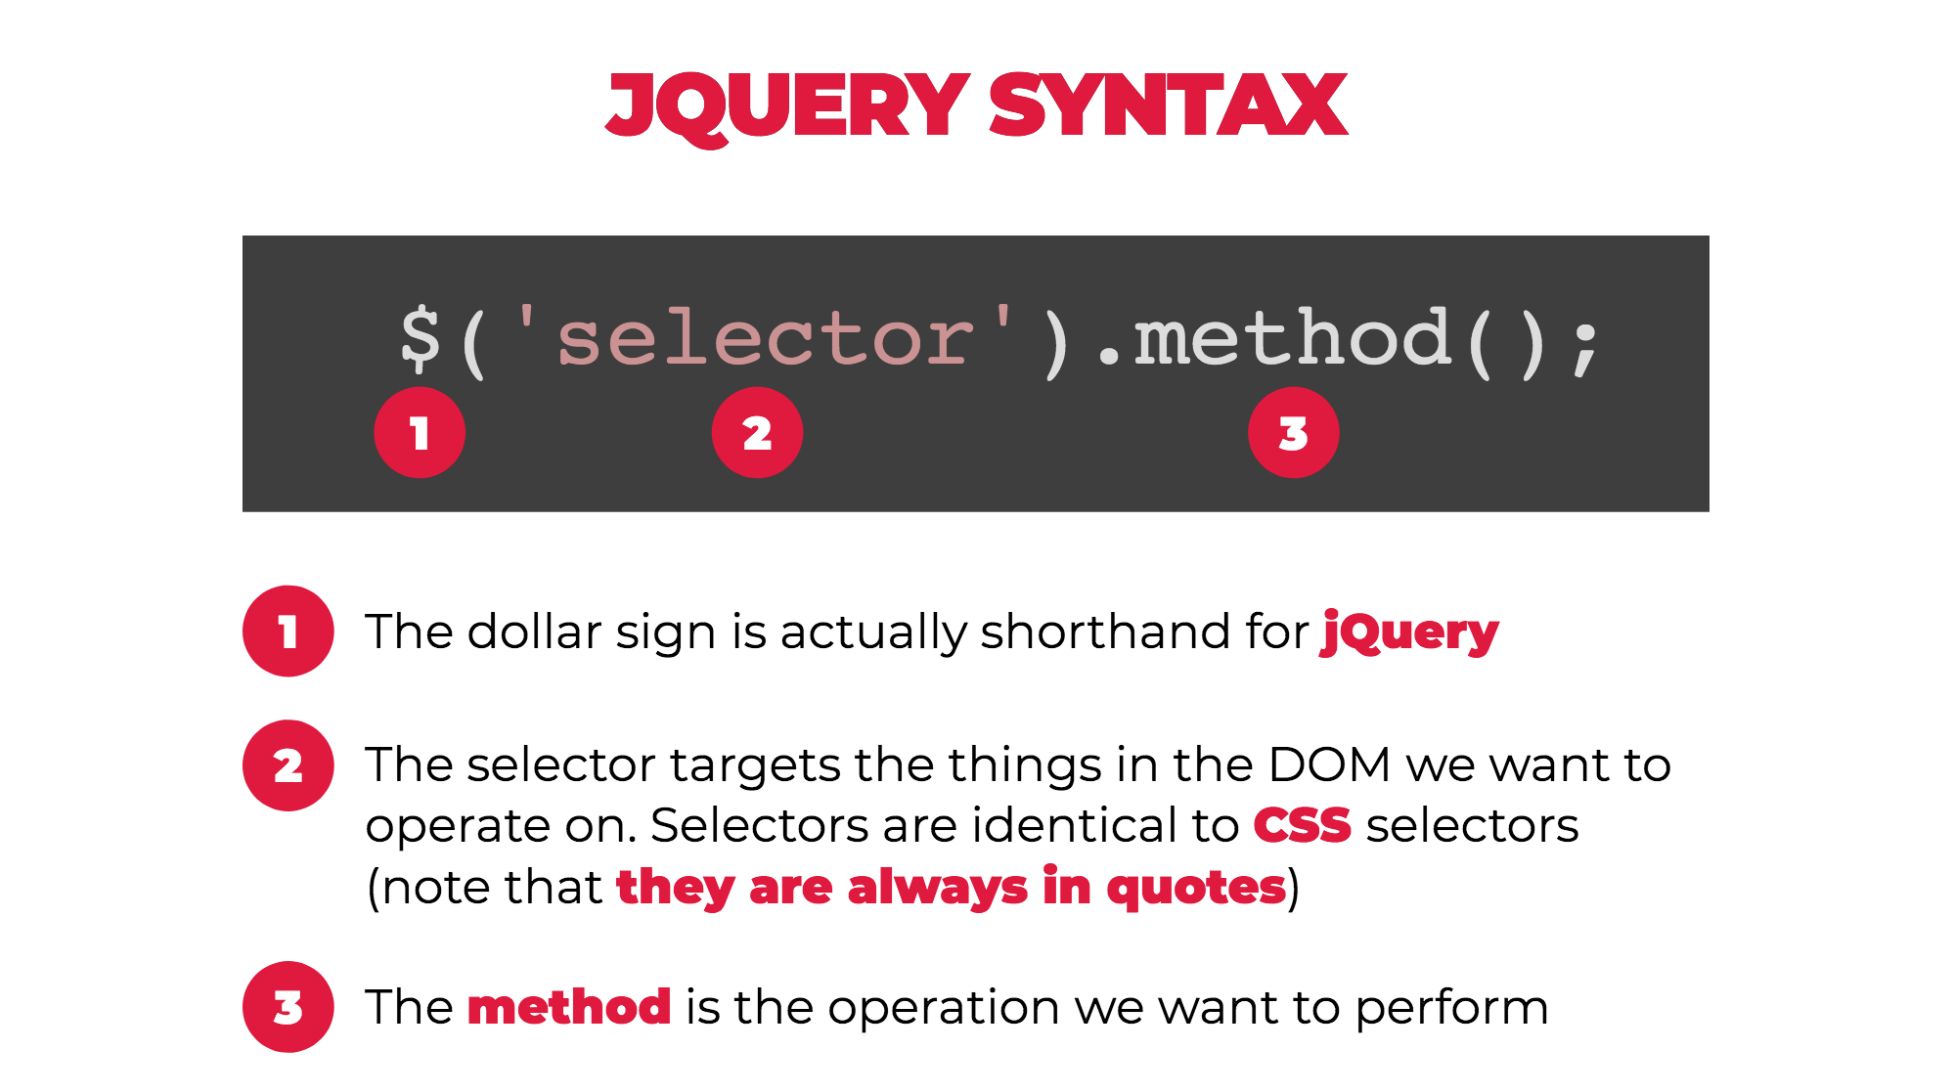 JQUERY SYNTAX
$('selector').method();
1 2 3
1 The dollar sign is actually shorthand for jQuery
2 The selector targets the things in the DOM we want to
operate on. Selectors are identical to CSS selectors
(note that they are always in quotes)
3 The method is the operation we want to perform